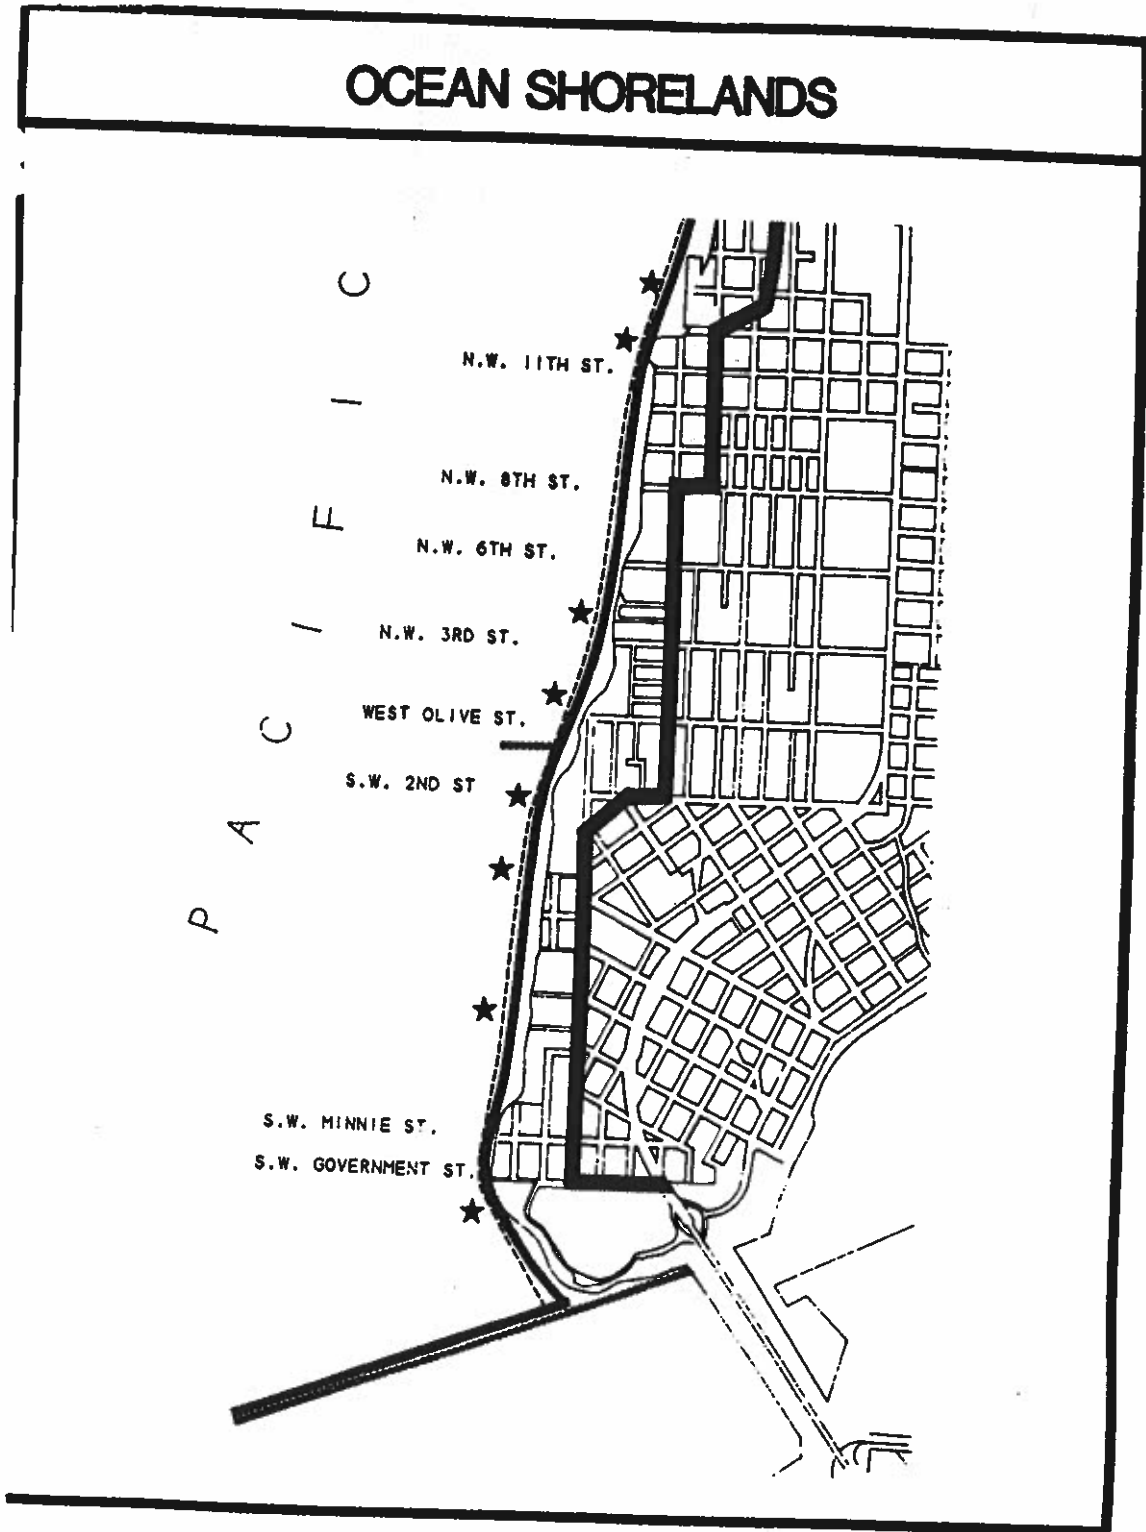 OCEAN SHORELANDS
PACIFIC
N.W. 11TH ST.
N.W. 8TH ST.
N.W. 6TH ST.
N.W. 3RD ST.
WEST OLIVE ST.
S.W. 2ND ST
S.W. MINNIE ST.
S.W. GOVERNMENT ST.